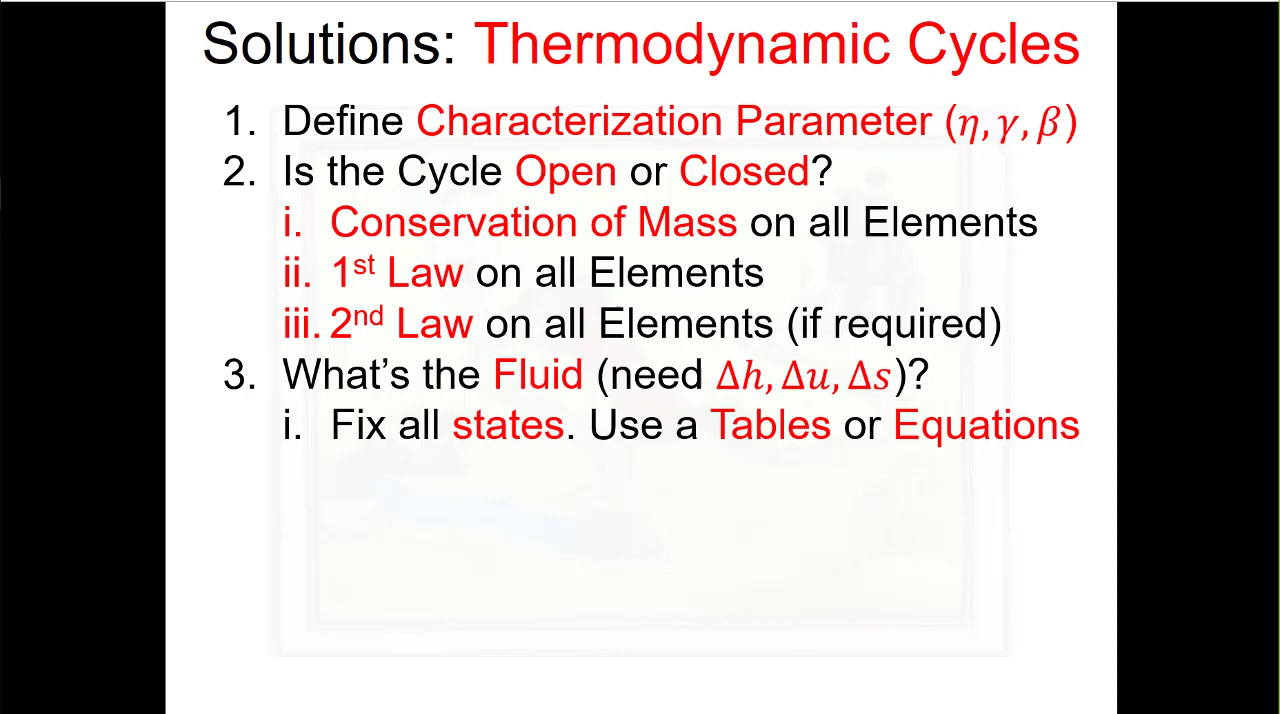 Solutions: Thermodynamic Cycles
1. Define Characterization Parameter (η, γ, β)
2. Is the Cycle Open or Closed?
i. Conservation of Mass on all Elements
ii. 1st Law on all Elements
iii. 2nd Law on all Elements (if required)
3. What’s the Fluid (need Δh, Δu, Δs)?
i. Fix all states. Use a Tables or Equations